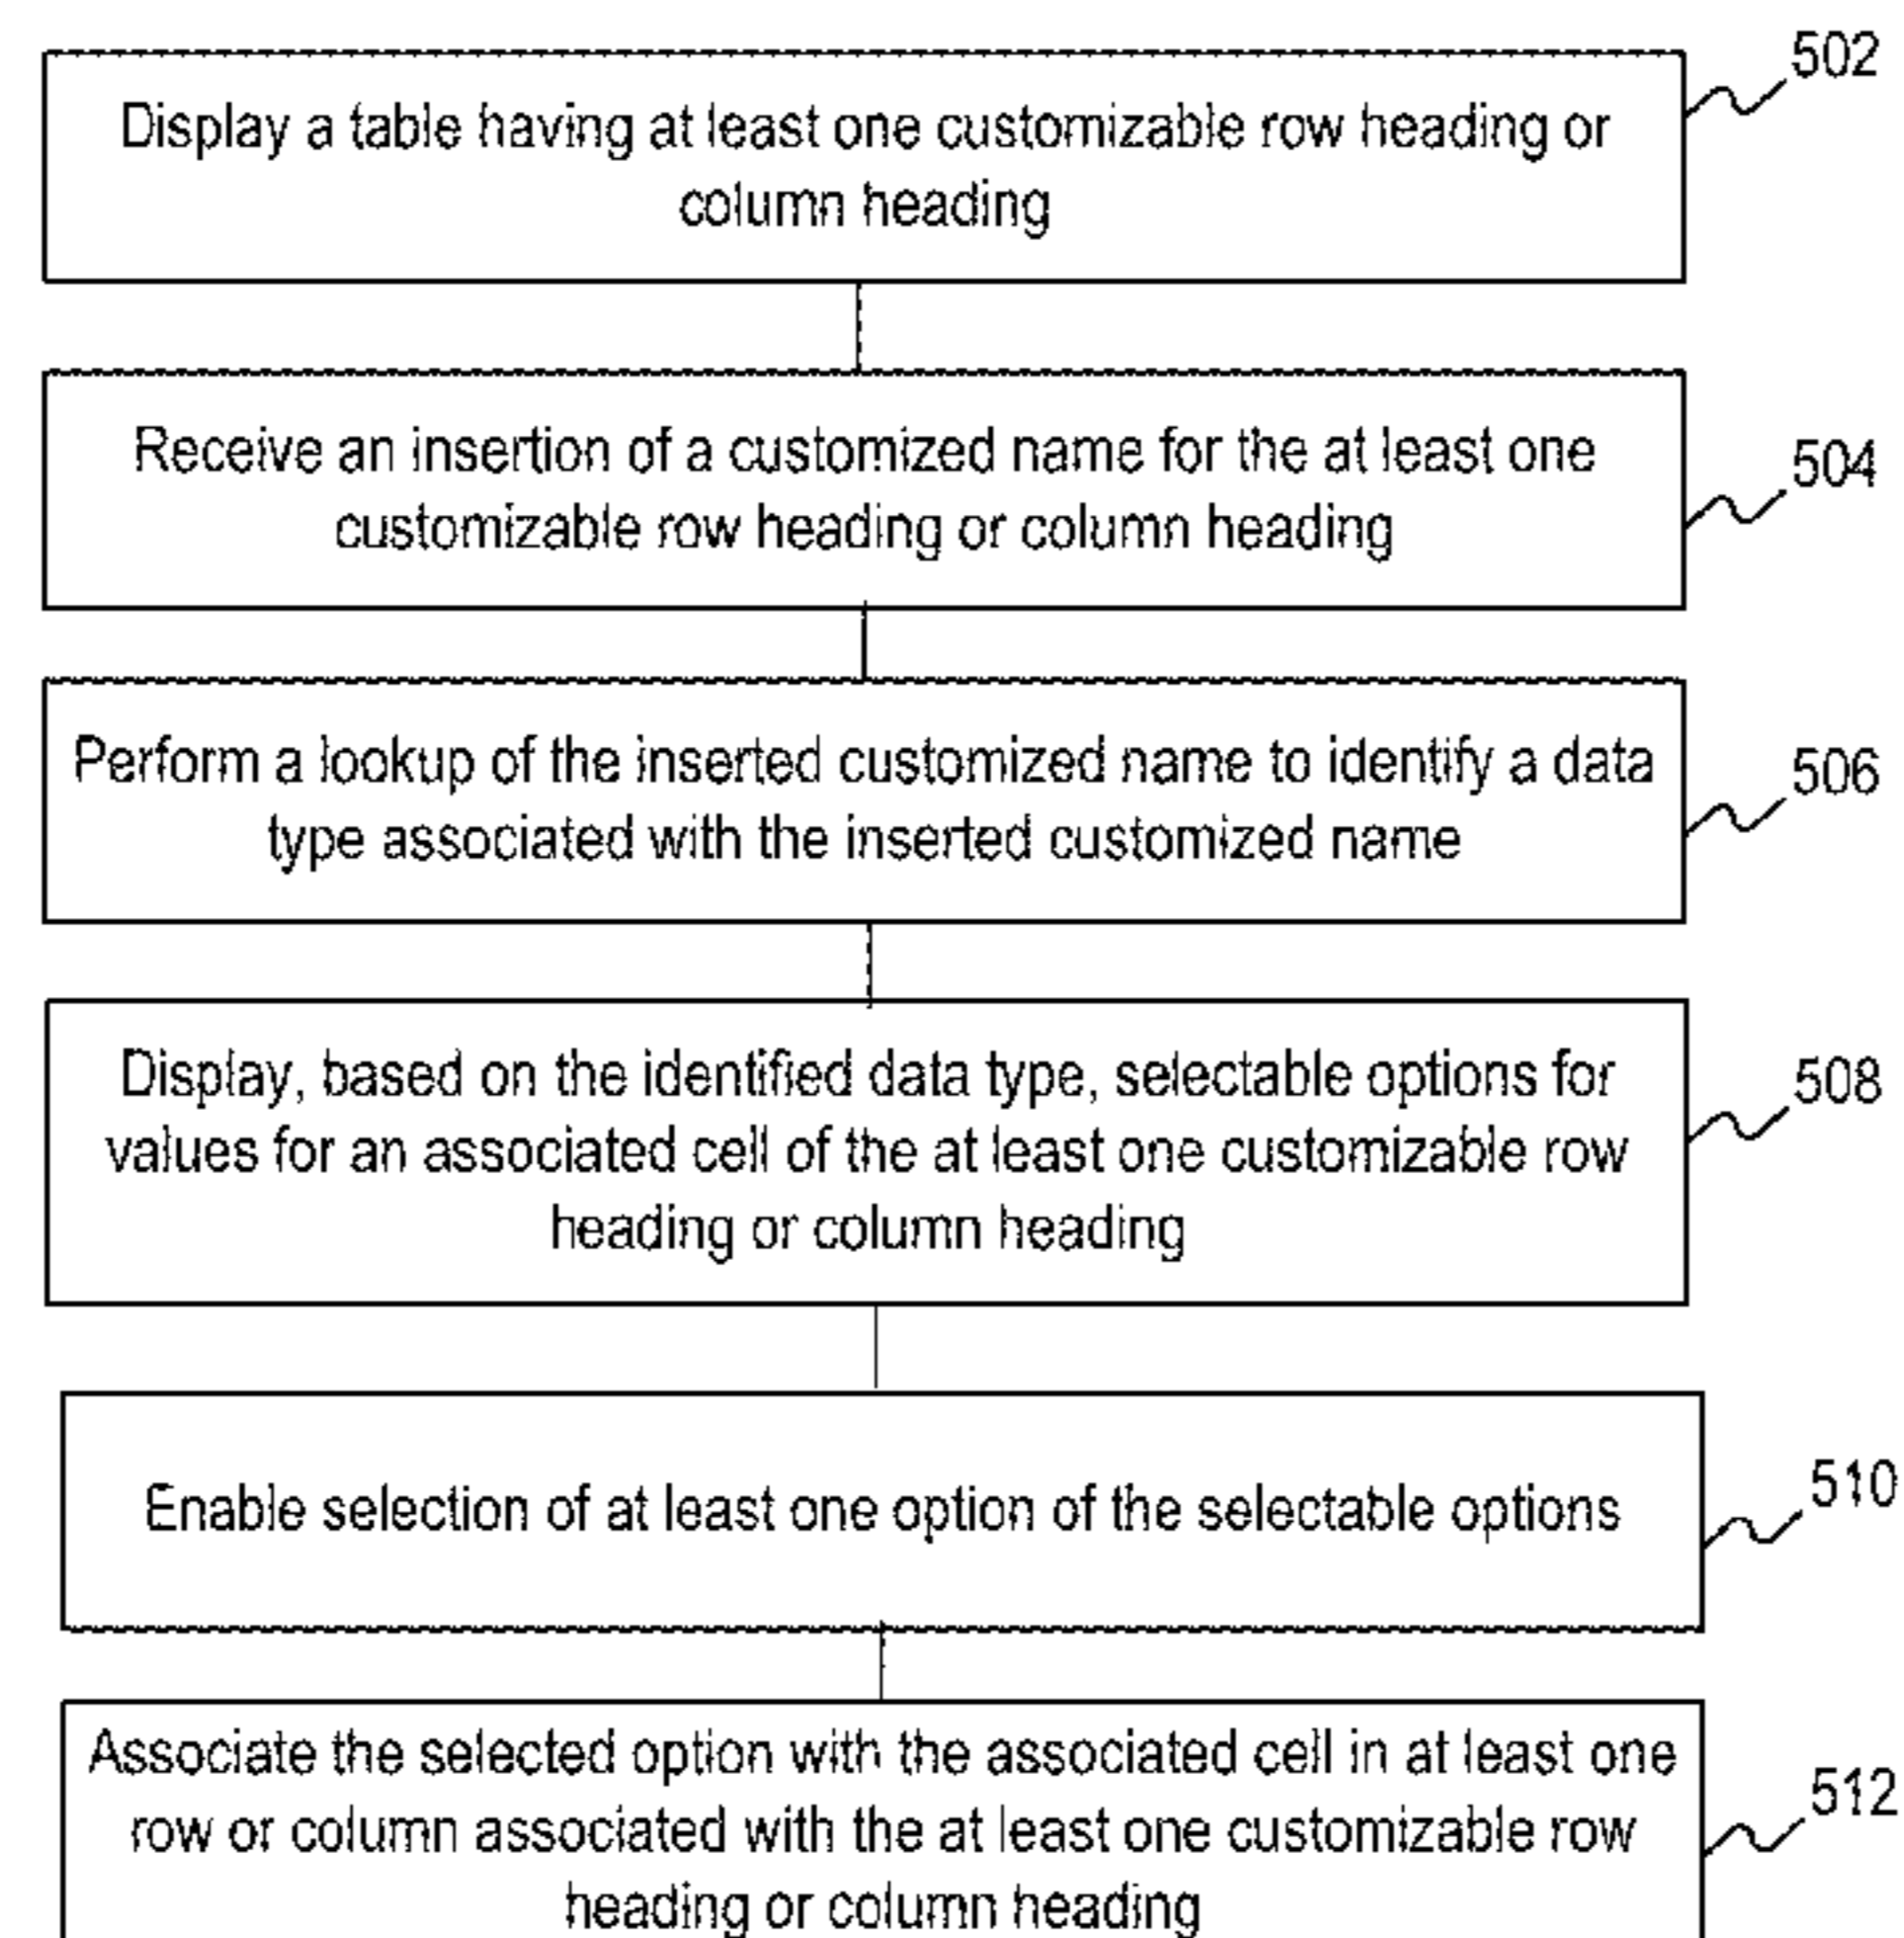 502
Display a table having at least one customizable row heading or
column heading
504
Receive an insertion of a customized name for the at least one
customizable row heading or column heading
506
Perform a lookup of the inserted customized name to identify a data
type associated with the inserted customized name
508
Display, based on the identified data type, selectable options for
values for an associated cell of the at least one customizable row
heading or column heading
510
Enable selection of at least one option of the selectable options
512
Associate the selected option with the associated cell in at least one
row or column associated with the at least one customizable row
heading or column heading